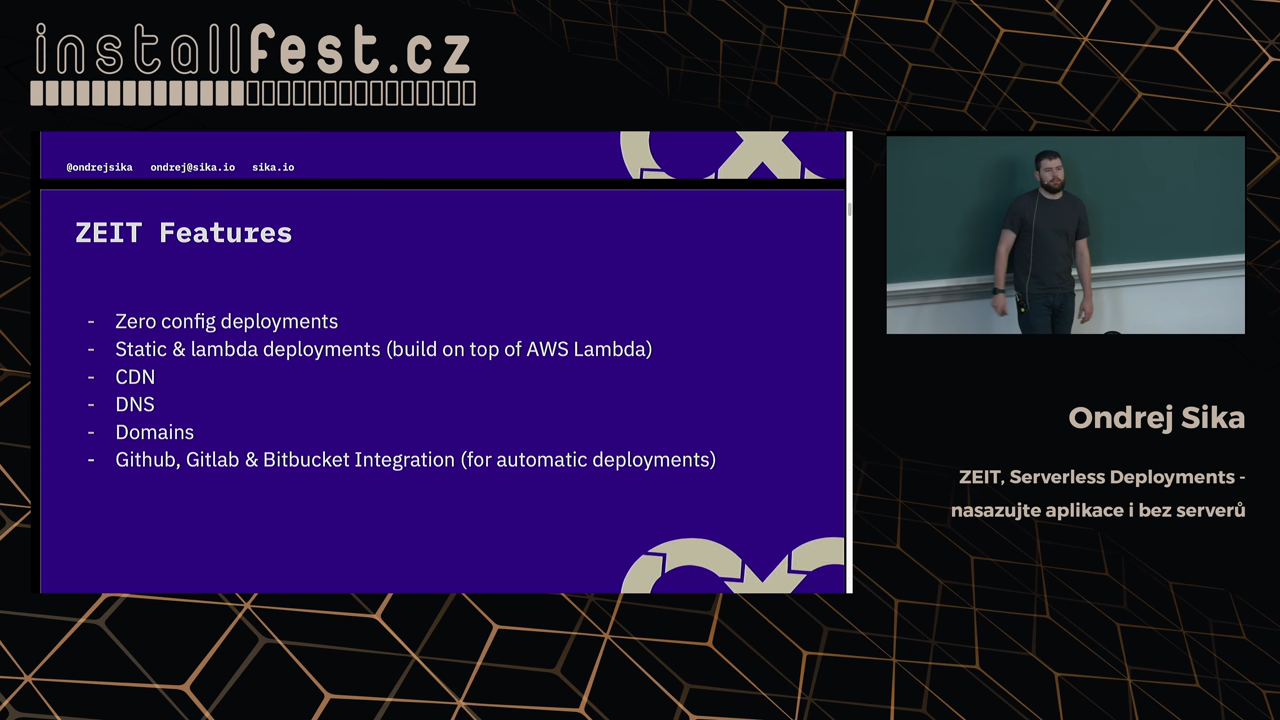 installfest.cz
@ondrejsika ondrej@sika.io sika.io
ZEIT Features
- Zero config deployments
- Static & lambda deployments (build on top of AWS Lambda)
- CDN
- DNS
- Domains
- Github, Gitlab & Bitbucket Integration (for automatic deployments)
Ondrej Sika
ZEIT, Serverless Deployments -
nasazujte aplikace i bez serverů